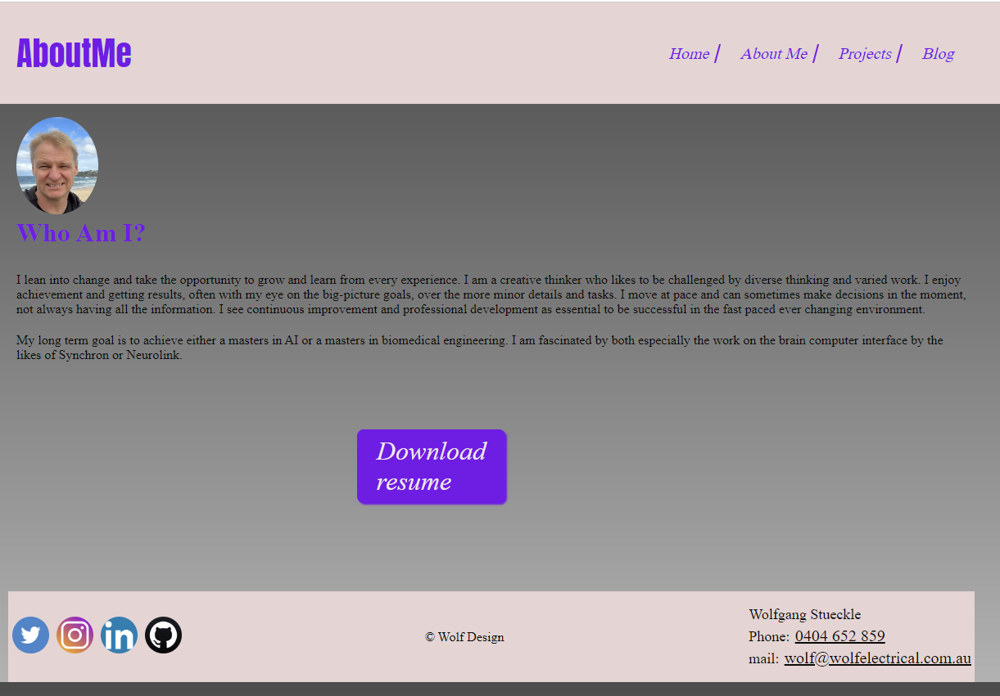 AboutMe
Home / About Me / Projects / Blog
Who Am I?
I lean into change and take the opportunity to grow and learn from every experience. I am a creative thinker who likes to be challenged by diverse thinking and varied work. I enjoy
achievement and getting results, often with my eye on the big-picture goals, over the more minor details and tasks. I move at pace and can sometimes make decisions in the moment,
not always having all the information. I see continuous improvement and professional development as essential to be successful in the fast paced ever changing environment.
My long term goal is to achieve either a masters in AI or a masters in biomedical engineering. I am fascinated by both especially the work on the brain computer interface by the
likes of Synchron or Neurolink.
Download
resume
in
© Wolf Design
Wolfgang Stueckle
Phone: 0404 652 859
mail: wolf@wolfelectrical.com.au